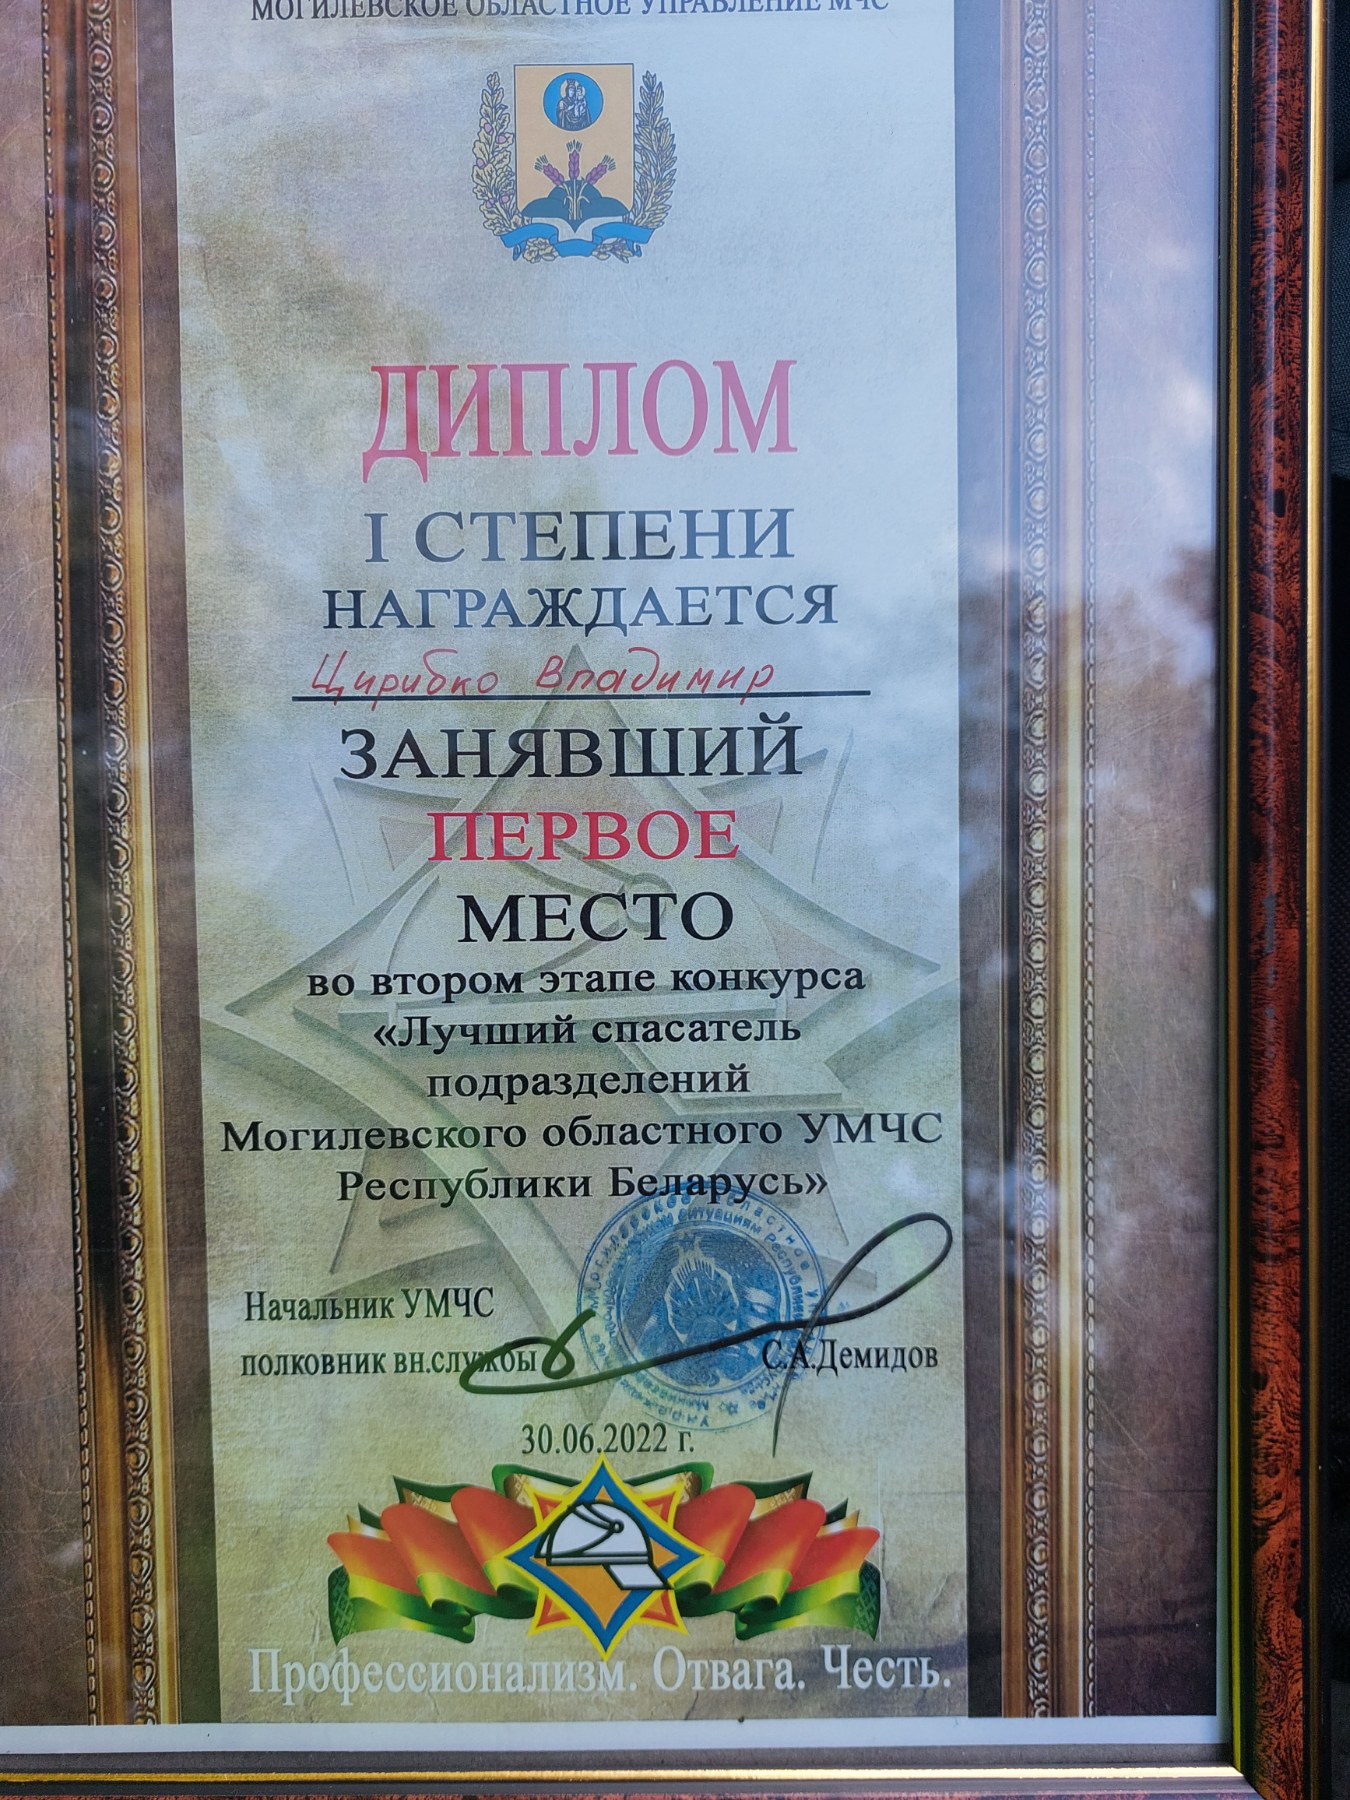 МОГИЛЕВСКОЕ ОБЛАСТНОЕ УПРАВЛЕНИЕ МЧС
ДИПЛОМ
I СТЕПЕНИ
НАГРАЖДАЕТСЯ
Цирибко Владимир
ЗАНЯВШИЙ
ПЕРВОЕ
МЕСТО
во втором этапе конкурса
«Лучший спасатель
подразделений
Могилевского областного УМЧС
Республики Беларусь»
Начальник УМЧС
полковник вн.службы
С.А.Демидов
30.06.2022 г.
Профессионализм. Отвага. Честь.